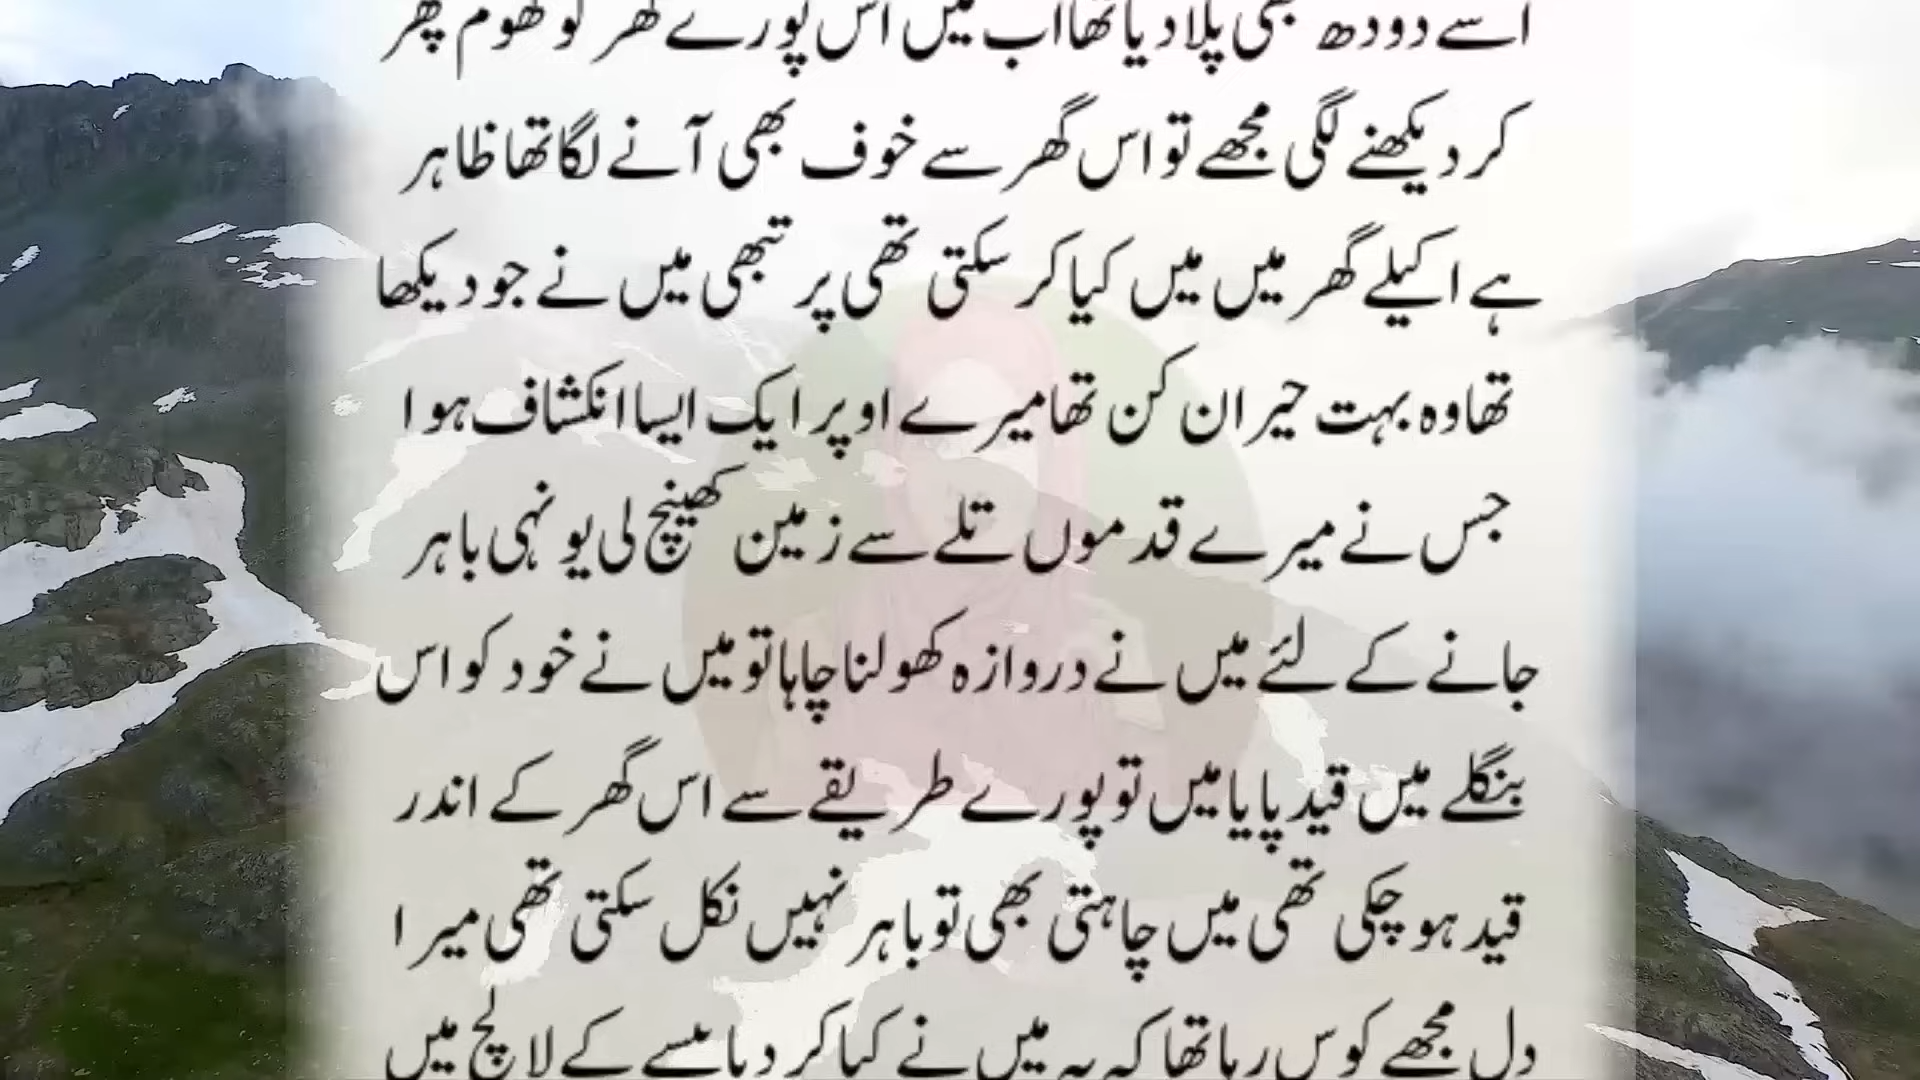 اسے دودھ بھی پلا دیا تھا اب میں اس پورے گھر کو گھوم پھر
کر دیکھنے لگی مجھے تو اس گھر سے خوف بھی آنے لگا تھا ظاہر
ہے اکیلے گھر میں میں کیا کر سکتی تھی پر تبھی میں نے جو دیکھا
تھا وہ بہت حیران کن تھا میرے اوپر ایک ایسا انکشاف ہوا
جس نے میرے قدموں تلے سے زمین کھینچ لی یونہی باہر
جانے کے لئے میں نے دروازہ کھولنا چاہا تو میں نے خود کو اس
بنگلے میں قید پایا میں تو پورے طریقے سے اس گھر کے اندر
قید ہو چکی تھی میں چاہتی بھی تو باہر نہیں نکل سکتی تھی میرا
دل مجھے کوس رہا تھا کہ یہ میں نے کیا کر دیا پیسے کے لالچ میں